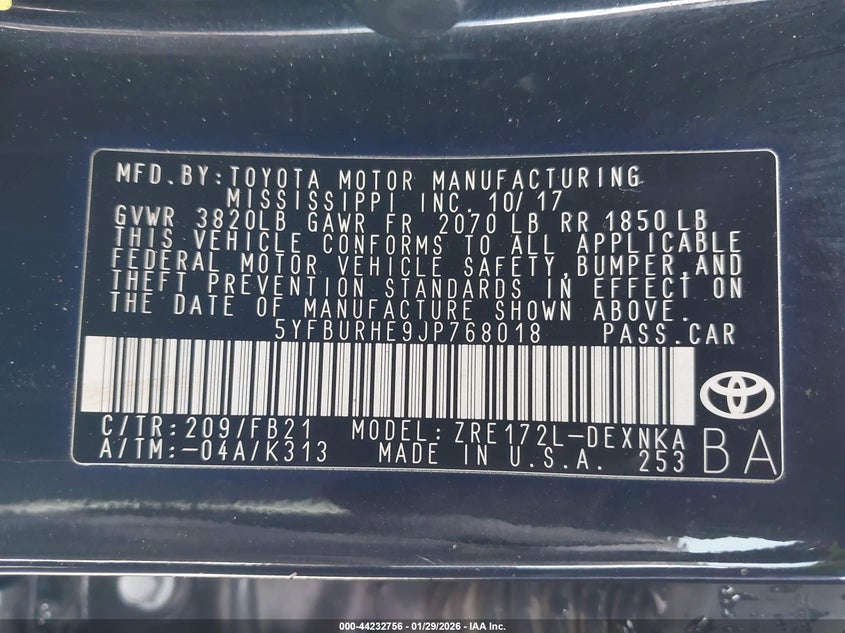 MFD.BY:TOYOTA MOTOR MANUFACTURING
MISSISSIPPI INC. 10/17
GVWR 3820LB GAWR FR 2070 LB RR 1850LB
THIS VEHICLE CONFORMS TO ALL APPLICABLE
FEDERAL MOTOR VEHICLE SAFETY,BUMPER,AND
THEFT PREVENTION STANDARDS IN EFFECT ON
THE DATE OF MANUFACTURE SHOWN ABOVE.
5YFBURHE9JP768018 PASS.CAR
C/TR:209/FB21 MODEL:ZRE172L-DEXNKA
A/TM:-04A/K313 MADE IN U.S.A. 253 BA
000-44232756 — 01/29/2026 — IAA Inc.